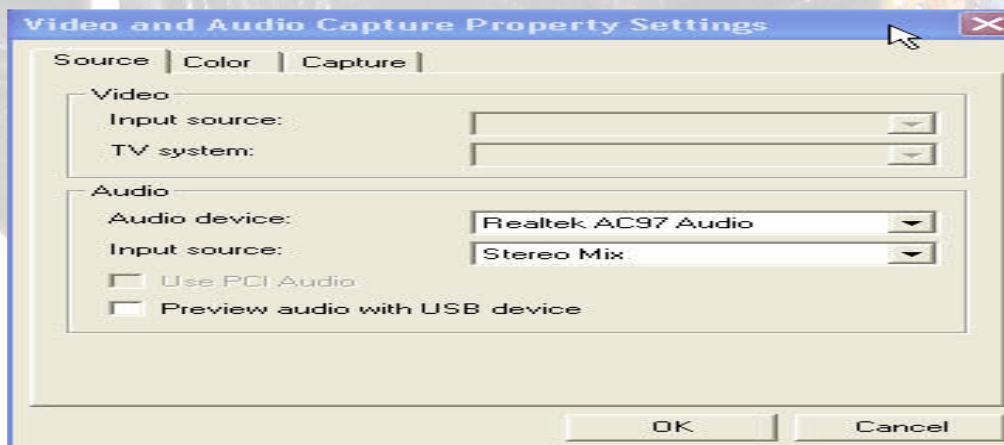 Video and Audio Capture Property Settings
Source Color Capture
Video
Input source:
TV system:
Audio
Audio device: Realtek AC97 Audio
Input source: Stereo Mix
Use PCI Audio
Preview audio with USB device
OK Cancel